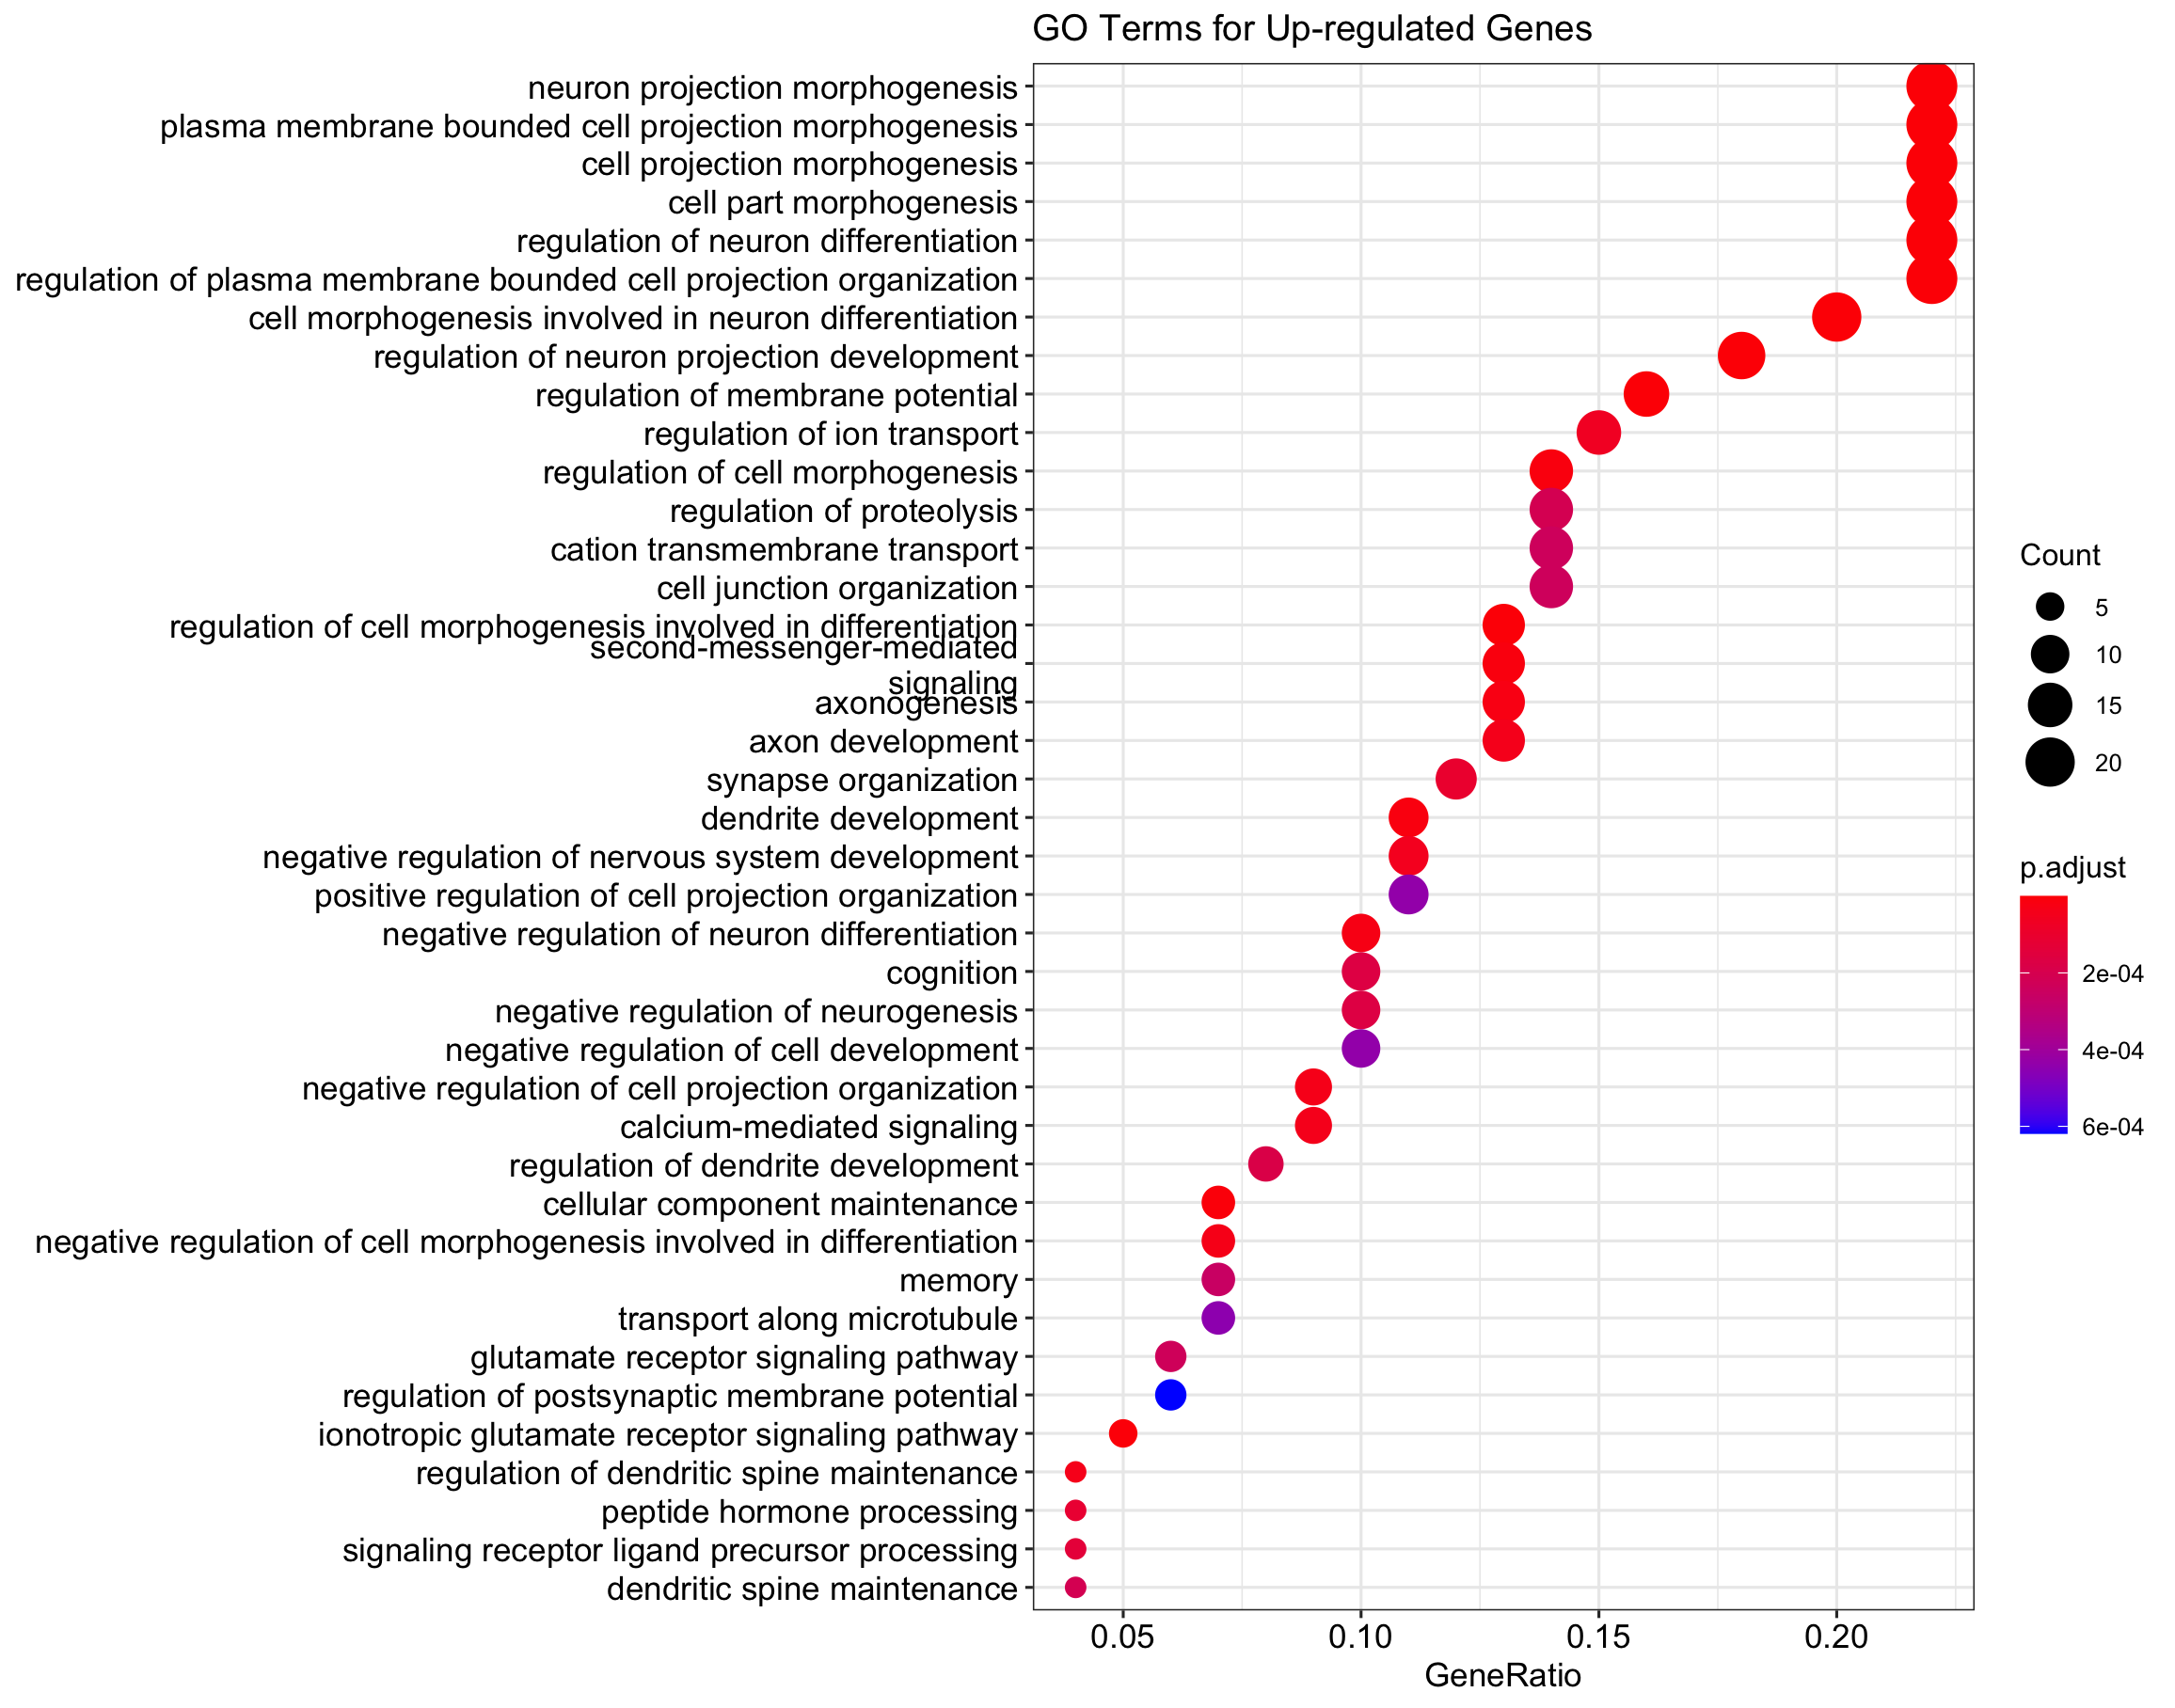 GO Terms for Up-regulated Genes
neuron projection morphogenesis
plasma membrane bounded cell projection morphogenesis
cell projection morphogenesis
cell part morphogenesis
regulation of neuron differentiation
regulation of plasma membrane bounded cell projection organization
cell morphogenesis involved in neuron differentiation
regulation of neuron projection development
regulation of membrane potential
regulation of ion transport
regulation of cell morphogenesis
regulation of proteolysis
cation transmembrane transport
cell junction organization
regulation of cell morphogenesis involved in differentiation
second-messenger-mediated
signaling
axonogenesis
axon development
synapse organization
dendrite development
negative regulation of nervous system development
positive regulation of cell projection organization
negative regulation of neuron differentiation
cognition
negative regulation of neurogenesis
negative regulation of cell development
negative regulation of cell projection organization
calcium-mediated signaling
regulation of dendrite development
cellular component maintenance
negative regulation of cell morphogenesis involved in differentiation
memory
transport along microtubule
glutamate receptor signaling pathway
regulation of postsynaptic membrane potential
ionotropic glutamate receptor signaling pathway
regulation of dendritic spine maintenance
peptide hormone processing
signaling receptor ligand precursor processing
dendritic spine maintenance
0.05 0.10 0.15 0.20
GeneRatio
Count
5
10
15
20
p.adjust
2e-04
4e-04
6e-04